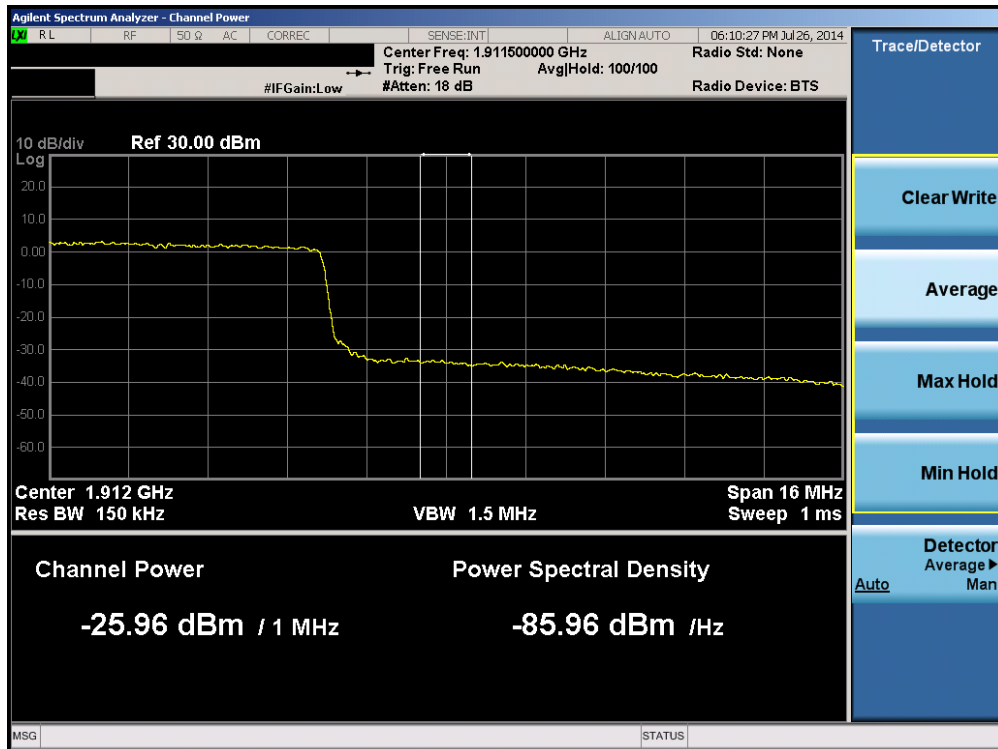 Agilent Spectrum Analyzer - Channel Power
LXI RL RF 50 Ω AC CORREC SENSE:INT ALIGN AUTO 06:10:27 PM Jul 26, 2014
Center Freq: 1.911500000 GHz Radio Std: None
Trig: Free Run Avg|Hold: 100/100
#IFGain:Low #Atten: 18 dB Radio Device: BTS
10 dB/div Ref 30.00 dBm
Log
20.0
10.0
0.00
-10.0
-20.0
-30.0
-40.0
-50.0
-60.0
Center 1.912 GHz Span 16 MHz
Res BW 150 kHz VBW 1.5 MHz Sweep 1 ms
Channel Power Power Spectral Density
-25.96 dBm / 1 MHz -85.96 dBm /Hz
MSG STATUS
Trace/Detector
Clear Write
Average
Max Hold
Min Hold
Detector
Average
Auto Man